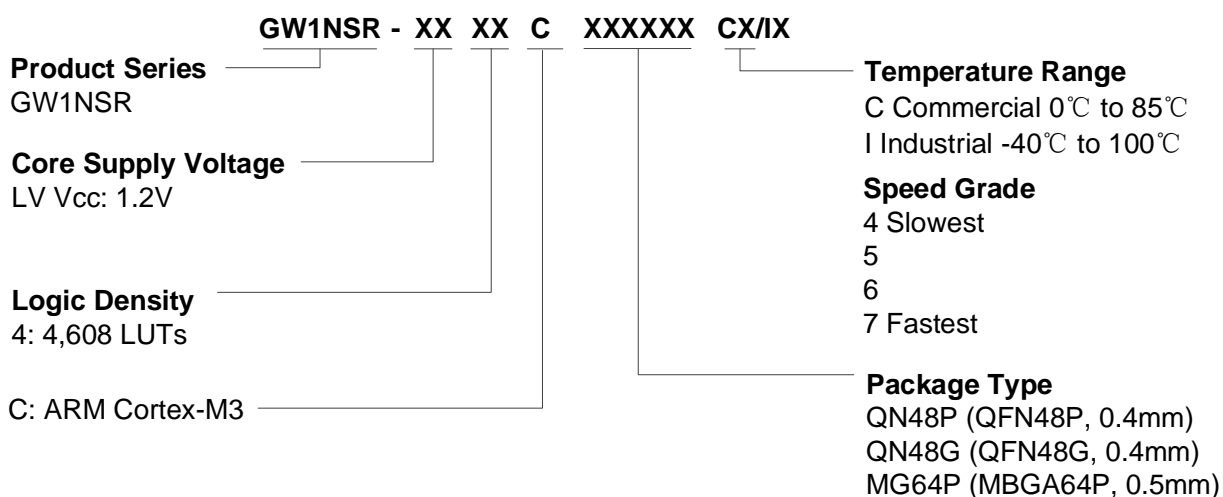 GW1NSR - XX XX C XXXXXX CX/IX
Product Series
GW1NSR
Core Supply Voltage
LV Vcc: 1.2V
Logic Density
4: 4,608 LUTs
C: ARM Cortex-M3
Temperature Range
C Commercial 0℃ to 85℃
I Industrial -40℃ to 100℃
Speed Grade
4 Slowest
5
6
7 Fastest
Package Type
QN48P (QFN48P, 0.4mm)
QN48G (QFN48G, 0.4mm)
MG64P (MBGA64P, 0.5mm)